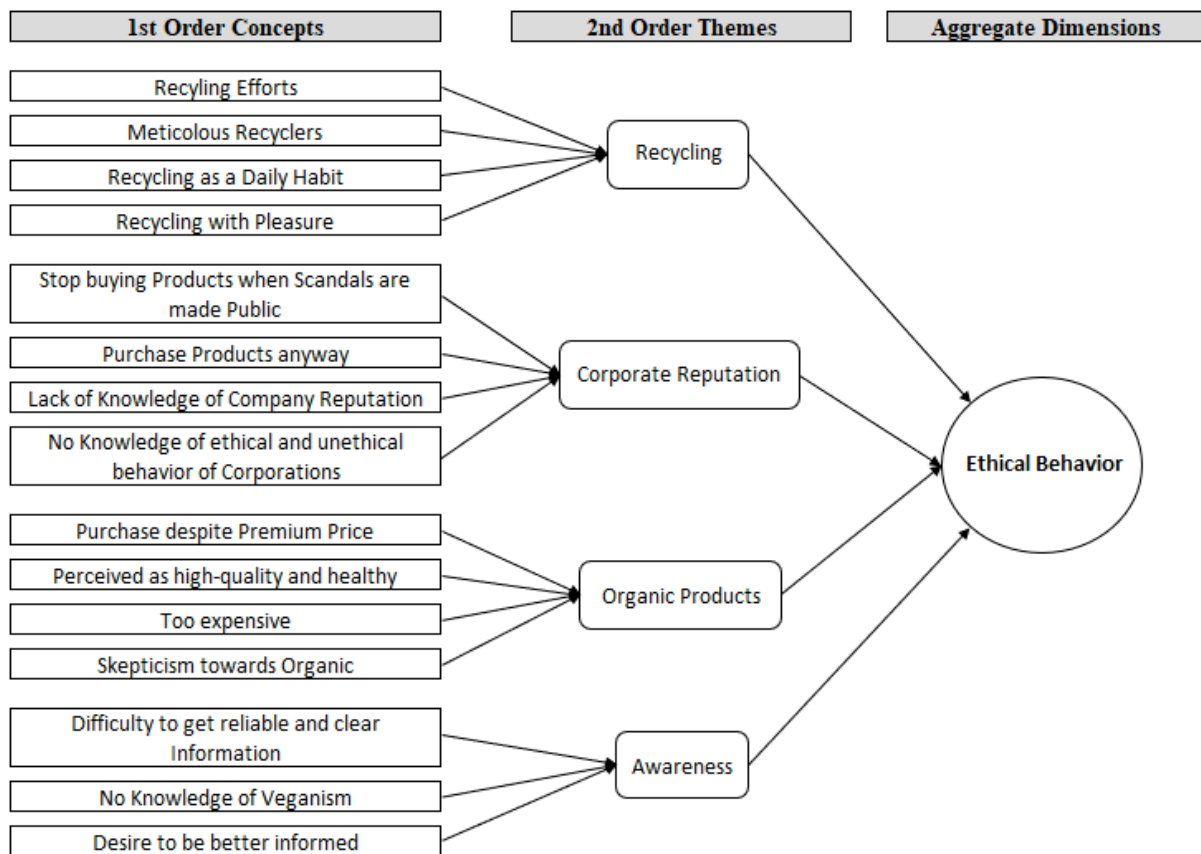 1st Order Concepts
2nd Order Themes
Aggregate Dimensions
Recyling Efforts
Meticolous Recyclers
Recycling as a Daily Habit
Recycling with Pleasure
Recycling
Stop buying Products when Scandals are
made Public
Purchase Products anyway
Lack of Knowledge of Company Reputation
No Knowledge of ethical and unethical
behavior of Corporations
Corporate Reputation
Ethical Behavior
Purchase despite Premium Price
Perceived as high-quality and healthy
Too expensive
Skepticism towards Organic
Organic Products
Difficulty to get reliable and clear
Information
No Knowledge of Veganism
Desire to be better informed
Awareness